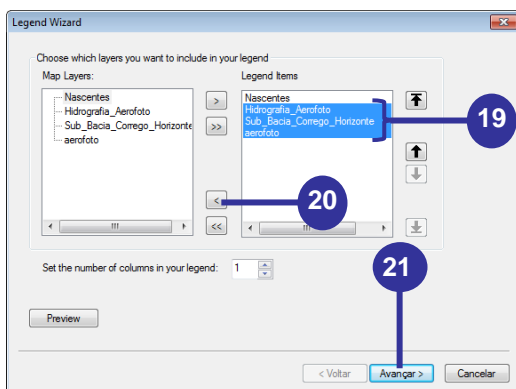 Legend Wizard
Choose which layers you want to include in your legend
Map Layers:
Legend Items
Nascentes
Hidrografia_Aerofoto
Sub_Bacia_Corrego_Horizonte
aerofoto
>
>>
<
<<
Nascentes
Hidrografia_Aerofoto
Sub_Bacia_Corrego_Horizonte
aerofoto
19
20
21
Set the number of columns in your legend:
1
Preview
< Voltar
Avançar >
Cancelar